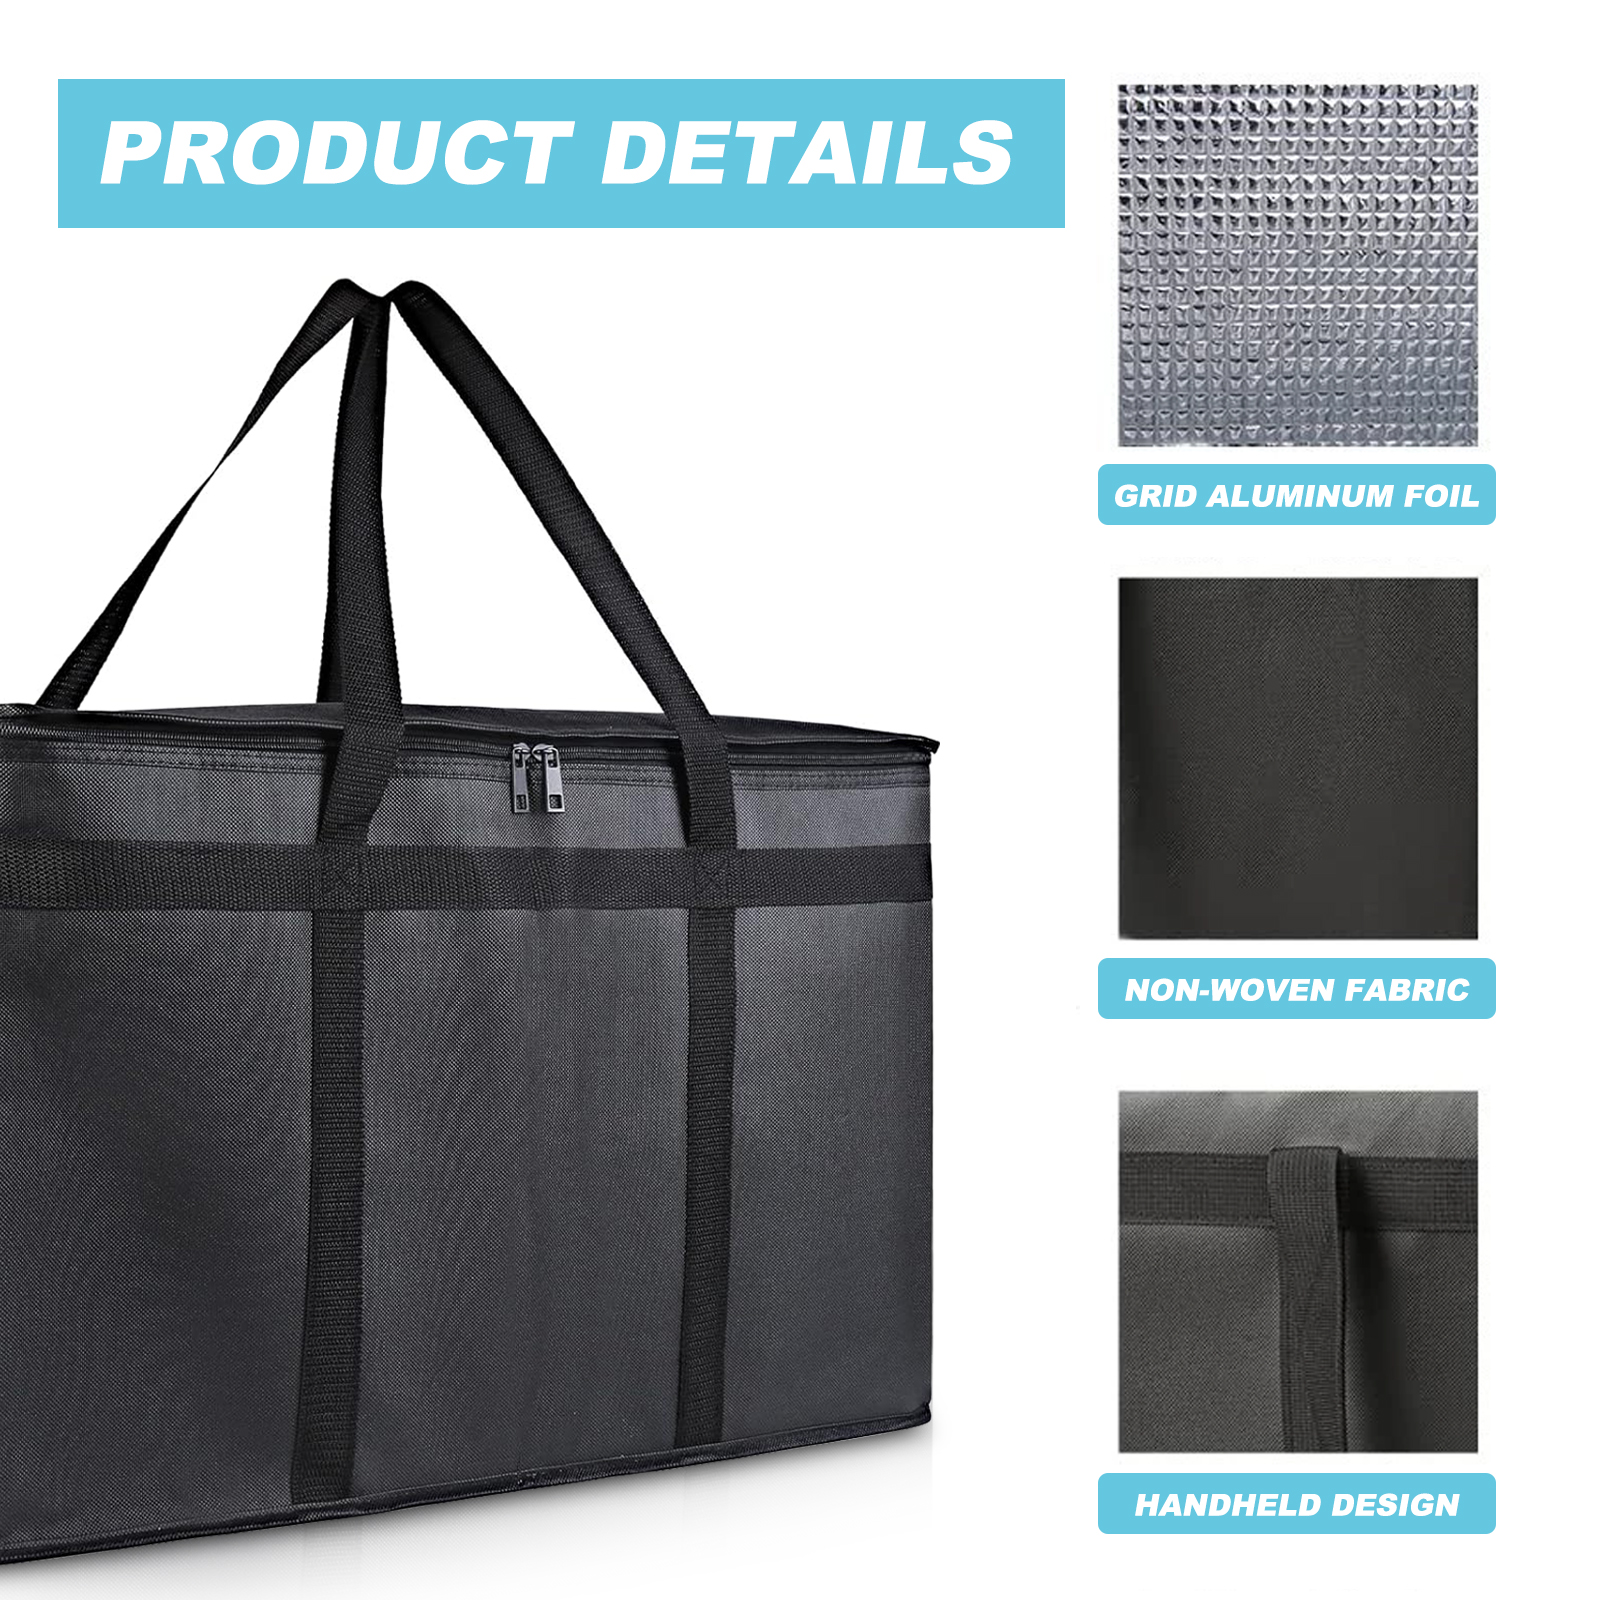 PRODUCT DETAILS
GRID ALUMINUM FOIL
NON-WOVEN FABRIC
HANDHELD DESIGN